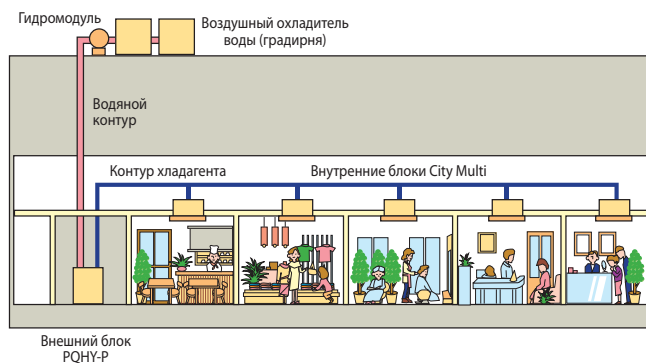 Гидромодуль
Воздушный охладитель
воды (градирня)
Водяной
контур
Контур хладагента
Внутренние блоки City Multi
Внешний блок
PQHY-P